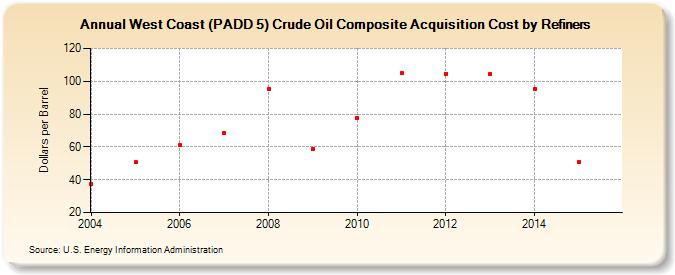 Annual West Coast (PADD 5) Crude Oil Composite Acquisition Cost by Refiners
Dollars per Barrel
120
100
80
60
40
20
2004 2006 2008 2010 2012 2014
Source: U.S. Energy Information Administration